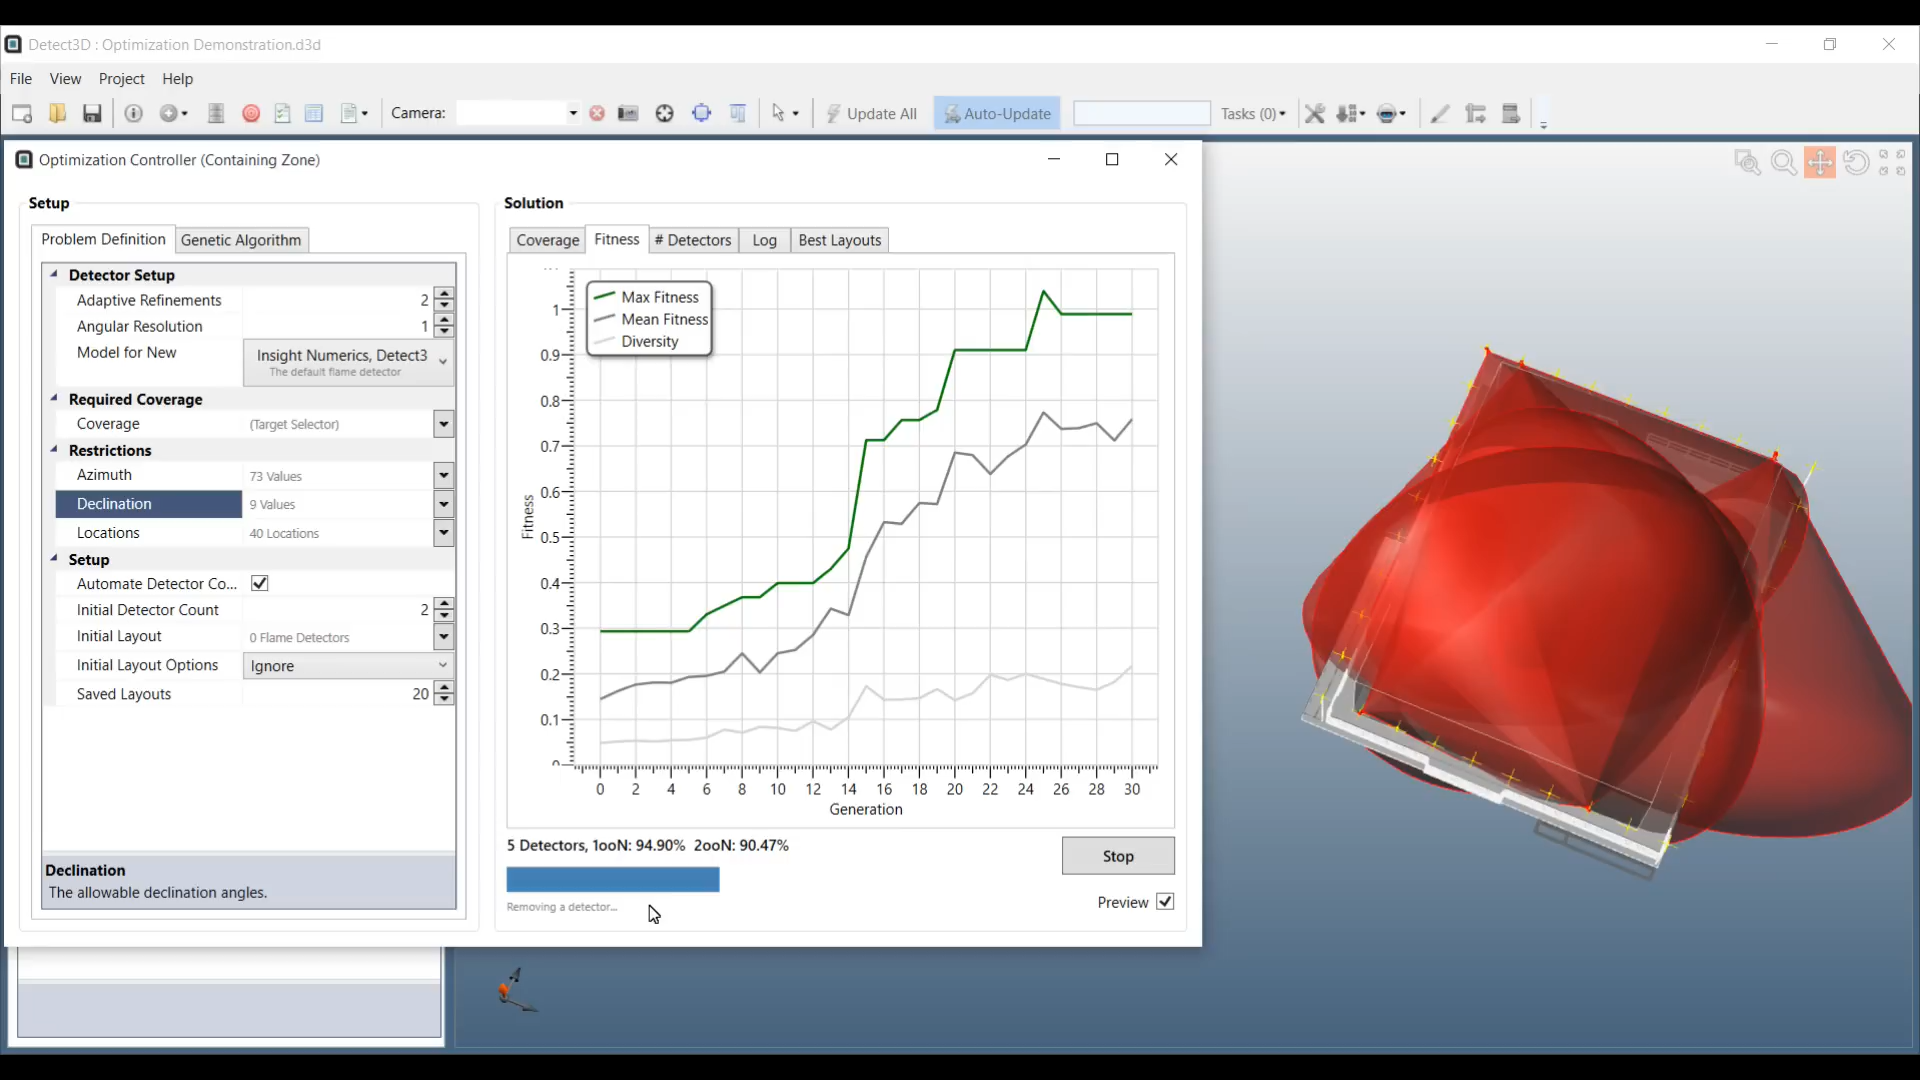 Detect3D : Optimization Demonstration.d3d
File View Project Help
Camera: Update All Auto-Update Tasks (0)
Optimization Controller (Containing Zone)
Setup
Problem Definition Genetic Algorithm
Detector Setup
Adaptive Refinements 2
Angular Resolution 1
Model for New Insight Numerics, Detect3
The default flame detector
Required Coverage
Coverage (Target Selector)
Restrictions
Azimuth 73 Values
Declination 9 Values
Locations 40 Locations
Setup
Automate Detector Co...
Initial Detector Count 2
Initial Layout 0 Flame Detectors
Initial Layout Options Ignore
Saved Layouts 20
Declination
The allowable declination angles.
Solution
Coverage Fitness # Detectors Log Best Layouts
Max Fitness
Mean Fitness
Diversity
1
0.9
0.8
0.7
0.6
0.5
0.4
0.3
0.2
0.1
0
Fitness
0 2 4 6 8 10 12 14 16 18 20 22 24 26 28 30
Generation
5 Detectors, 1ooN: 94.90% 2ooN: 90.47%
Stop
Removing a detector...
Preview